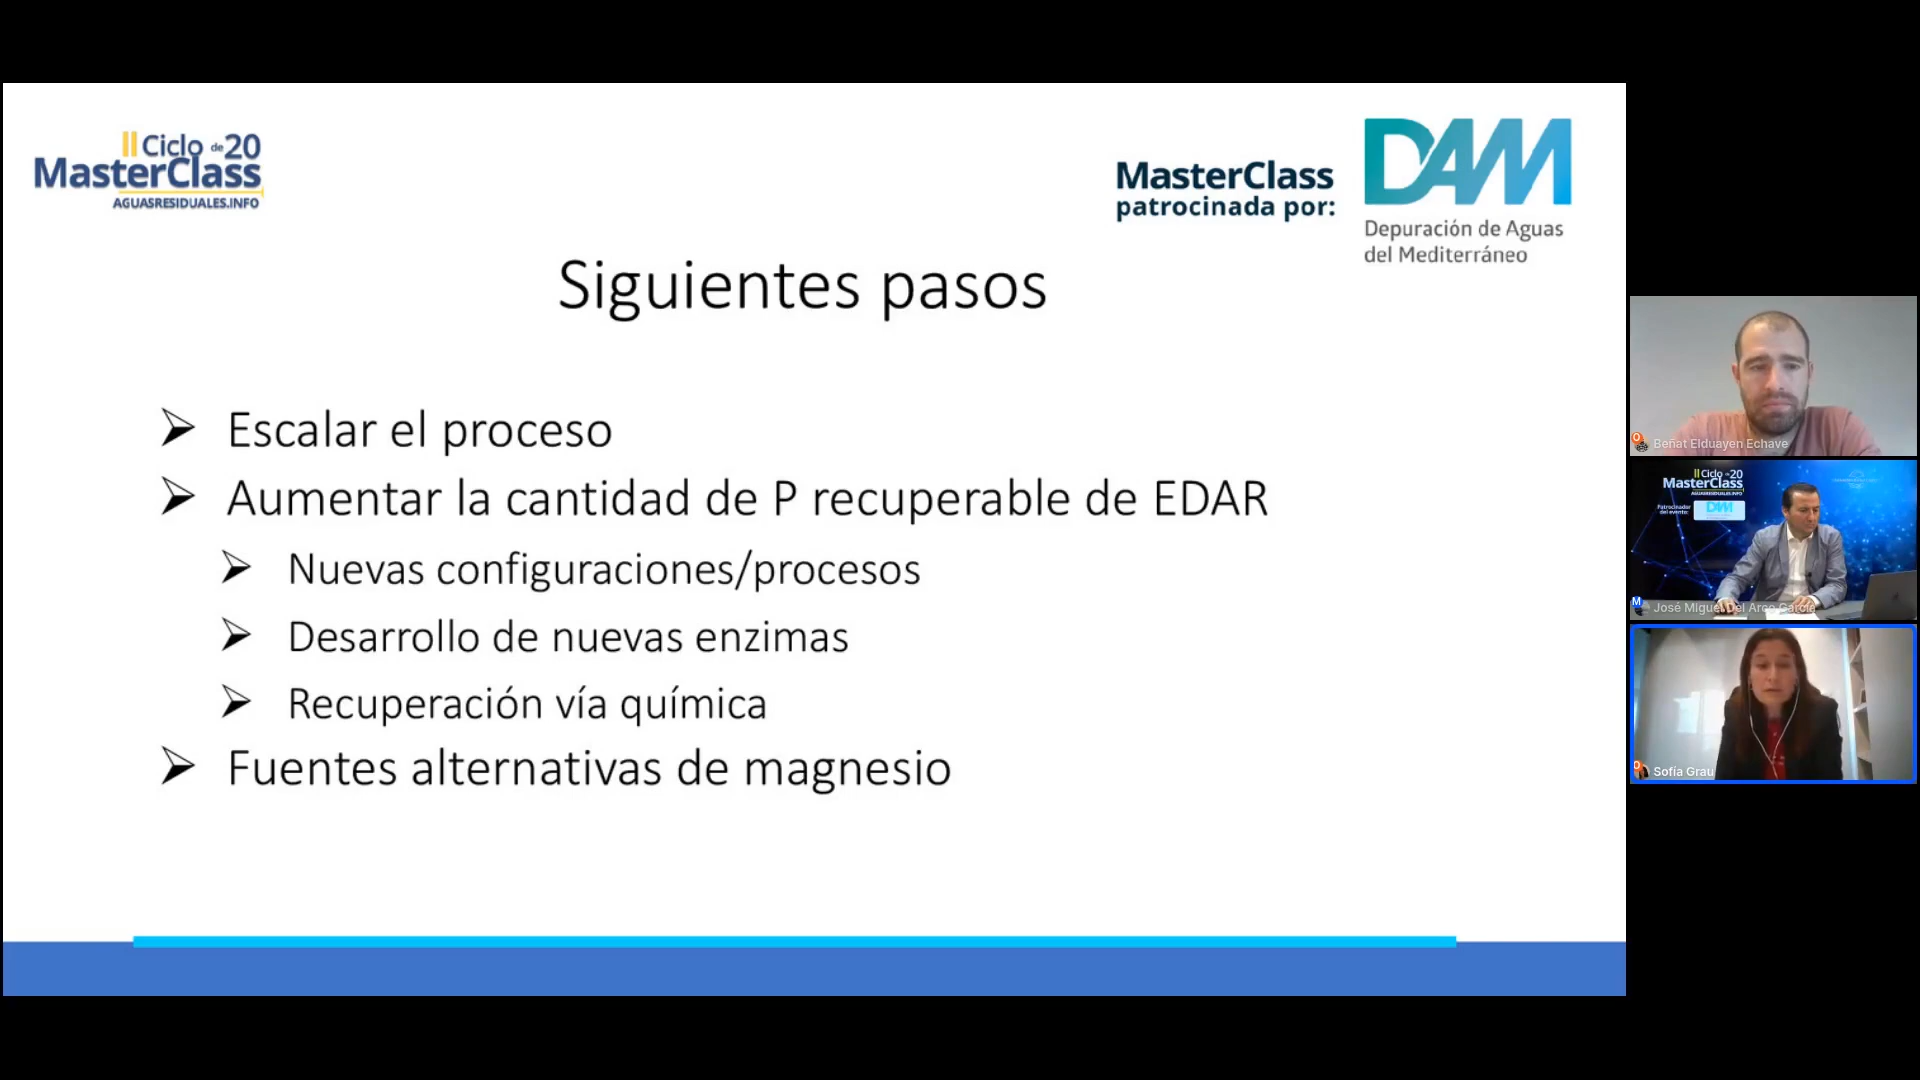 II Ciclo de 20
MasterClass
AGUASRESIDUALES.INFO
MasterClass
patrocinada por:
DAM
Depuración de Aguas
del Mediterráneo
Siguientes pasos
Escalar el proceso
Aumentar la cantidad de P recuperable de EDAR
Nuevas configuraciones/procesos
Desarrollo de nuevas enzimas
Recuperación vía química
Fuentes alternativas de magnesio
Beñat Elduayen Echave
II Ciclo de 20
MasterClass
AGUASRESIDUALES.INFO
Patrocinador
del evento:
DAM
M
José Miguel Del Arco García
Sofía Grau